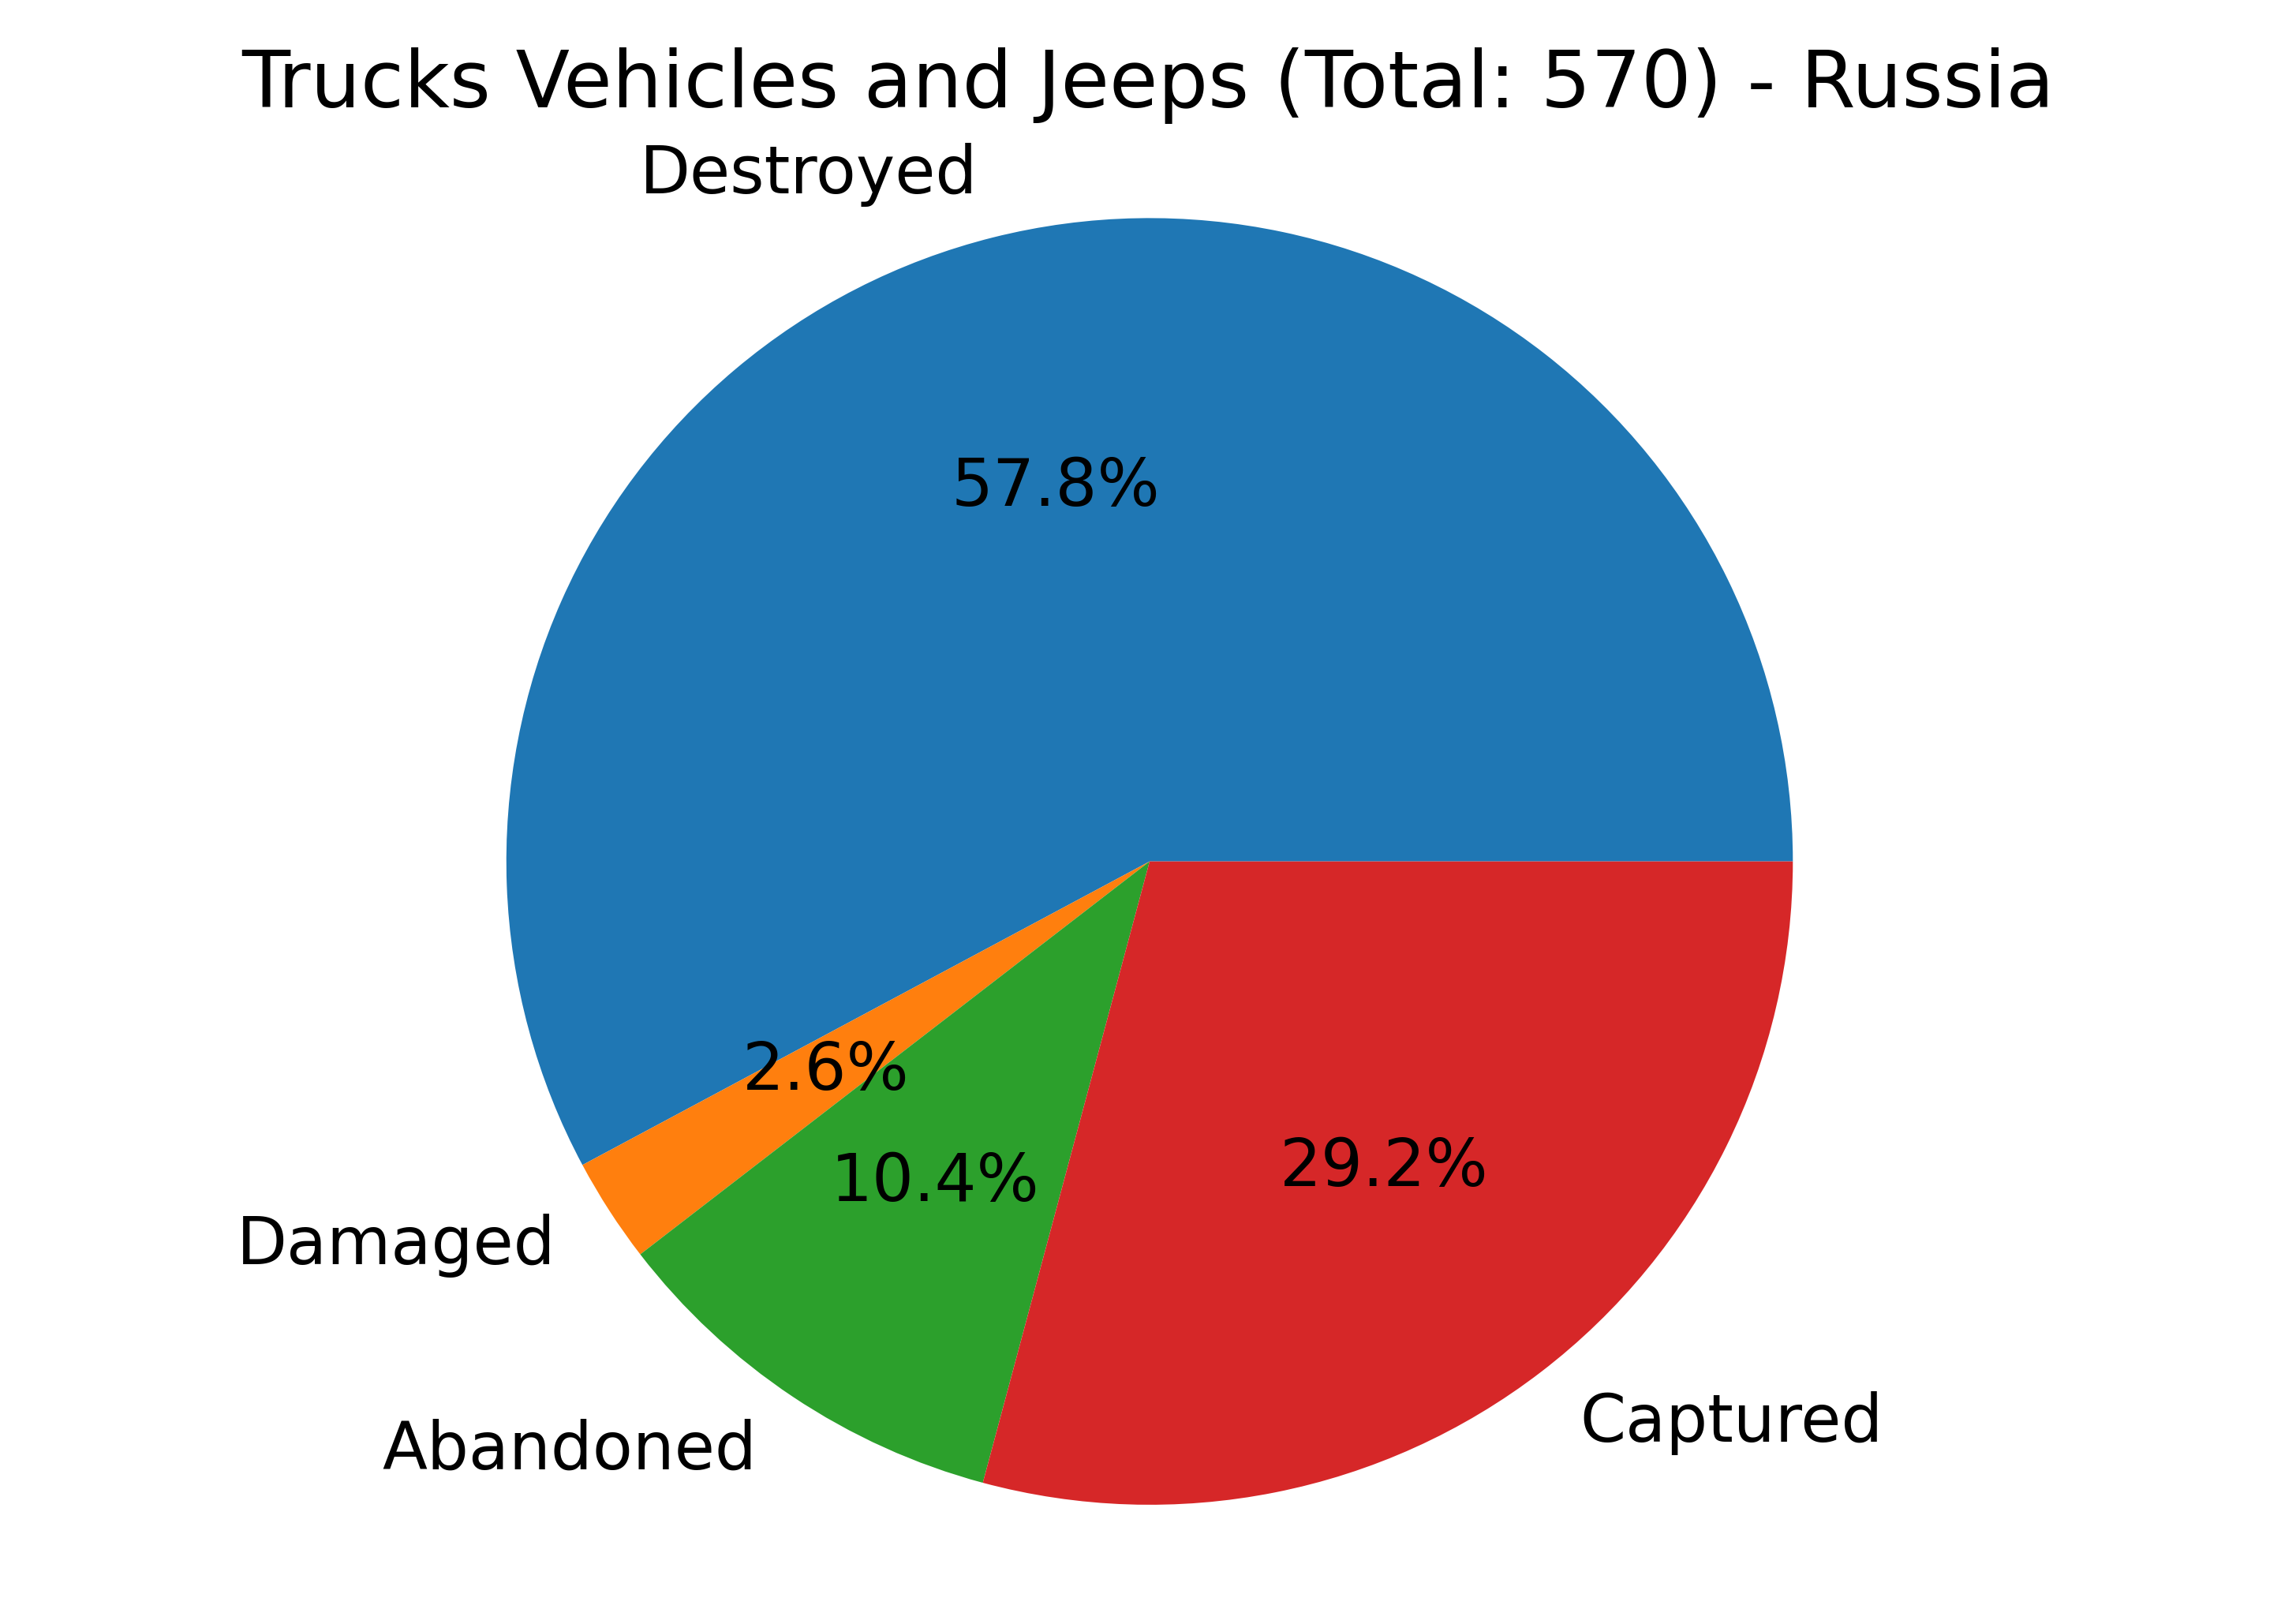 Trucks Vehicles and Jeeps (Total: 570) - Russia
Destroyed
57.8%
2.6%
10.4%
29.2%
Damaged
Captured
Abandoned